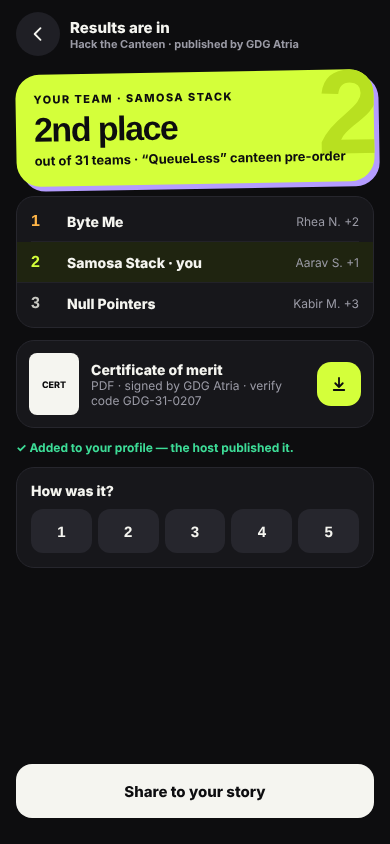 Results are in
Hack the Canteen · published by GDG Atria
YOUR TEAM · SAMOSA STACK
2nd place
out of 31 teams · “QueueLess” canteen pre-order
2
1 Byte Me Rhea N. +2
2 Samosa Stack · you Aarav S. +1
3 Null Pointers Kabir M. +3
CERT
Certificate of merit
PDF · signed by GDG Atria · verify
code GDG-31-0207
✓ Added to your profile — the host published it.
How was it?
1 2 3 4 5
Share to your story